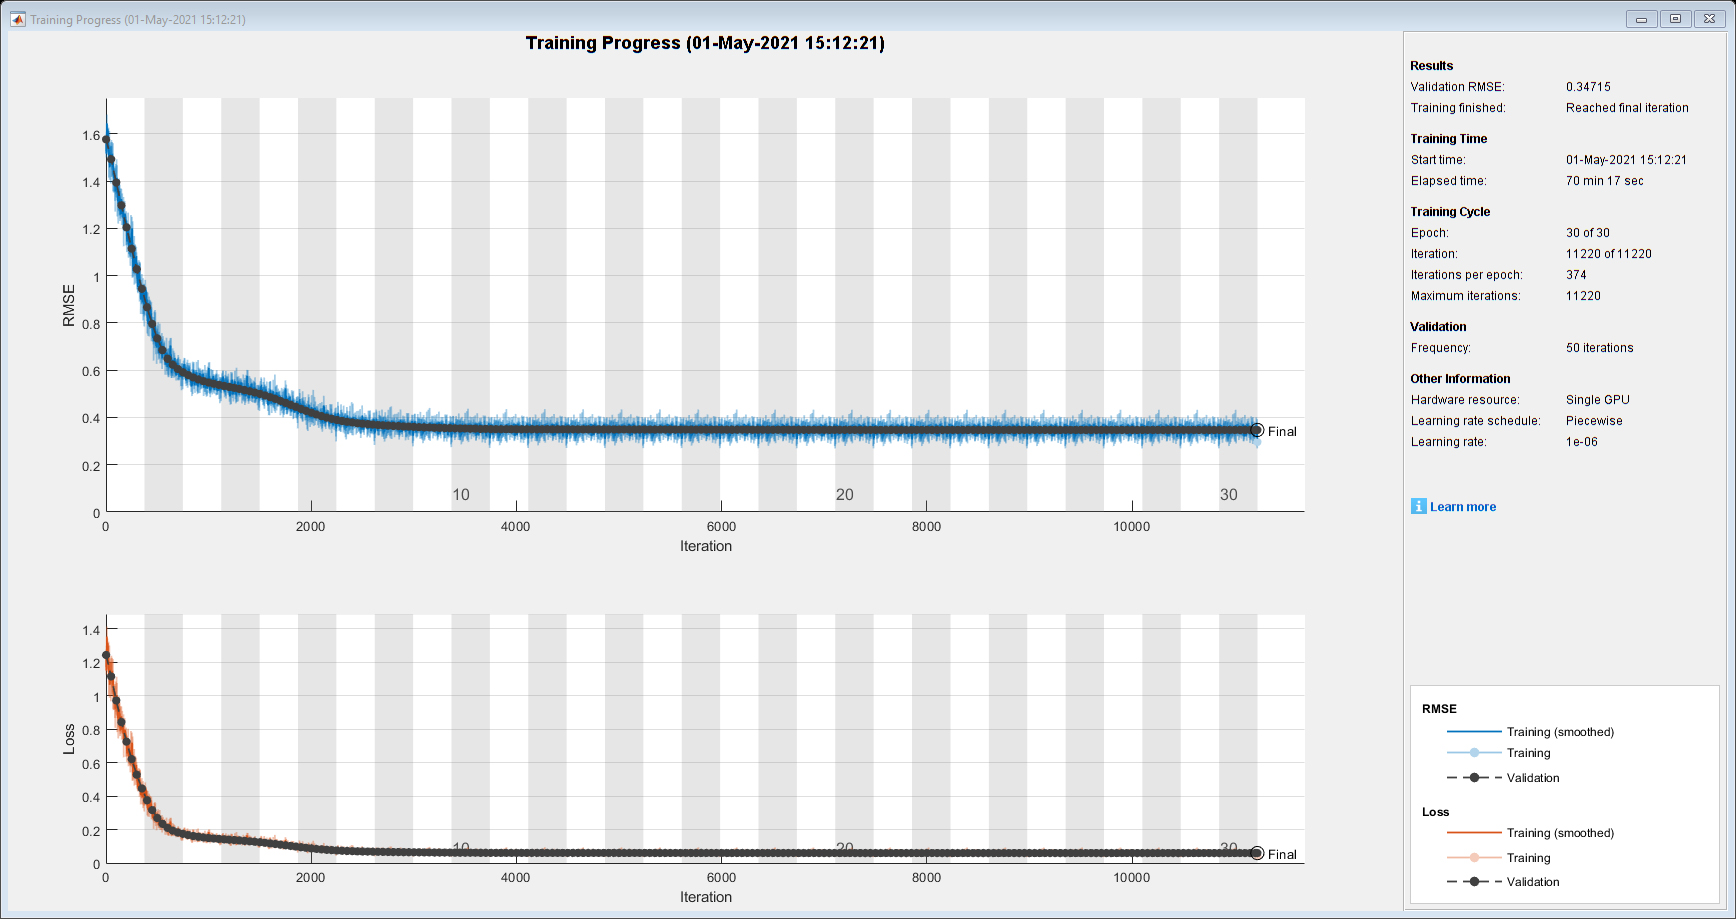 Training Progress (01-May-2021 15:12:21)
Training Progress (01-May-2021 15:12:21)
RMSE
1.6
1.4
1.2
1
0.8
0.6
0.4
0.2
0
10
20
30
Final
0
2000
4000
6000
8000
10000
Iteration
Loss
1.4
1.2
1
0.8
0.6
0.4
0.2
0
10
20
30
Final
0
2000
4000
6000
8000
10000
Iteration
Results
Validation RMSE: 0.34715
Training finished: Reached final iteration
Training Time
Start time: 01-May-2021 15:12:21
Elapsed time: 70 min 17 sec
Training Cycle
Epoch: 30 of 30
Iteration: 11220 of 11220
Iterations per epoch: 374
Maximum iterations: 11220
Validation
Frequency: 50 iterations
Other Information
Hardware resource: Single GPU
Learning rate schedule: Piecewise
Learning rate: 1e-06
i Learn more
RMSE
Training (smoothed)
Training
Validation
Loss
Training (smoothed)
Training
Validation